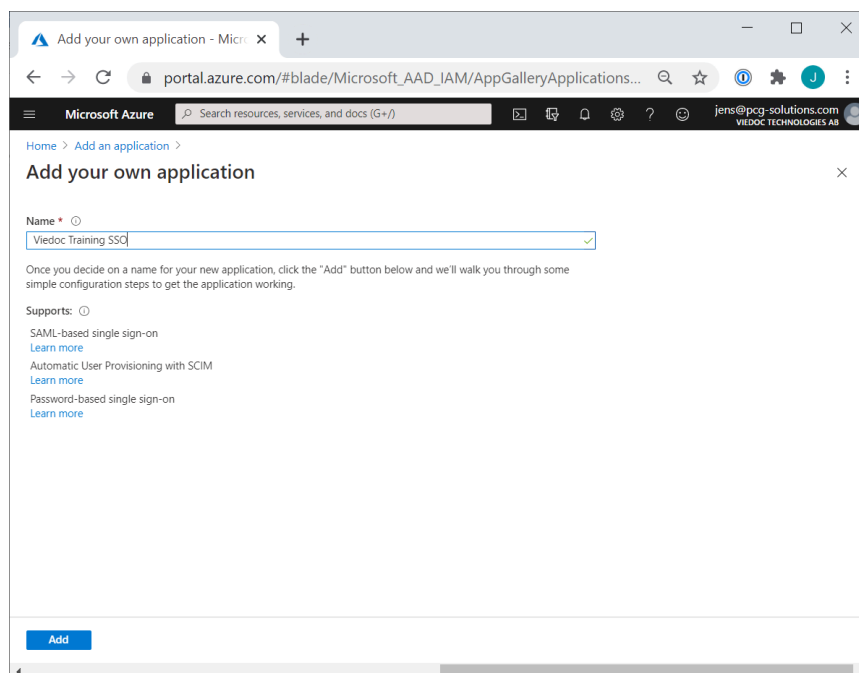 Add your own application - Micro
portal.azure.com/#blade/Microsoft_AAD_IAM/AppGalleryApplications...
J
Microsoft Azure
Search resources, services, and docs (G+/)
jens@pcg-solutions.com
VIEDOC TECHNOLOGIES AB
Home > Add an application >
Add your own application
Name *
Viedoc Training SSO
Once you decide on a name for your new application, click the "Add" button below and we'll walk you through some
simple configuration steps to get the application working.
Supports:
SAML-based single sign-on
Learn more
Automatic User Provisioning with SCIM
Learn more
Password-based single sign-on
Learn more
Add